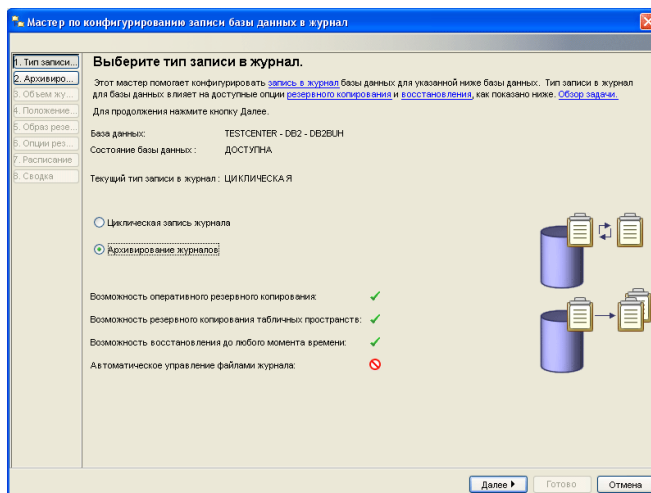 Мастер по конфигурированию записи базы данных в журнал
1. Тип записи...
2. Архивиро...
3. Объем жу...
4. Положение...
5. Образ резе...
6. Опции рез...
7. Расписание
8. Сводка
Выберите тип записи в журнал.
Этот мастер помогает конфигурировать запись в журнал базы данных для указанной ниже базы данных. Тип записи в журнал
для базы данных влияет на доступные опции резервного копирования и восстановления, как показано ниже. Обзор задачи.
Для продолжения нажмите кнопку Далее.
База данных: TESTCENTER - DB2 - DB2BUH
Состояние базы данных : ДОСТУПНА
Текущий тип записи в журнал : ЦИКЛИЧЕСКАЯ
Циклическая запись журнала
Архивирование журналов
Возможность оперативного резервного копирования:
Возможность резервного копирования табличных пространств:
Возможность восстановления до любого момента времени:
Автоматическое управление файлами журнала:
Далее
Готово
Отмена